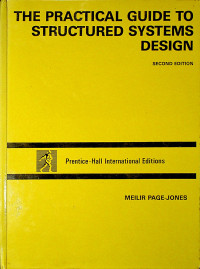 THE PRACTICAL GUIDE TO
STRUCTURED SYSTEMS
DESIGN
SECOND EDITION
Prentice-Hall International Editions
MEILIR PAGE-JONES